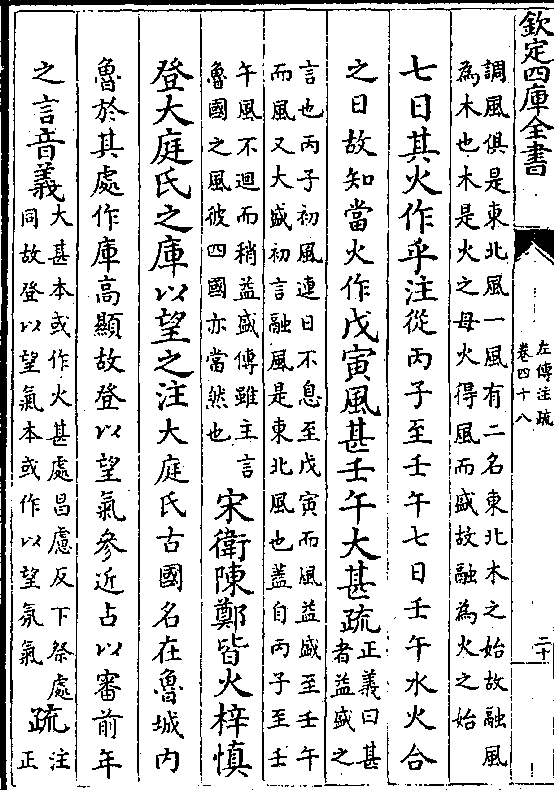 欽定四庫全書
左傳注疏
卷四十八
二十
調風俱是東北風一風有二名東北木之始故融風
為木也木是火之母火得風而盛故融為火之始
七日其火作乎注從丙子至壬午七日壬午水火合
之日故知當火作戊寅風甚壬午大甚疏正義曰甚
者益盛之
言也丙子初風連日不息至戊寅而風益盛至壬午
而風又大盛初言融風是東北風也蓋自丙子至壬
午風不迴而稍益盛傳雖主言
魯國之風彼四國亦當然也
宋衛陳鄭皆火梓慎
登大庭氏之庫以望之注大庭氏古國名在魯城内
魯於其處作庫高顯故登以望氣參近占以審前年
之言音義大甚本或作火甚處昌慮反下祭處
同故登以望氣本或作以望氛氣
疏注
正